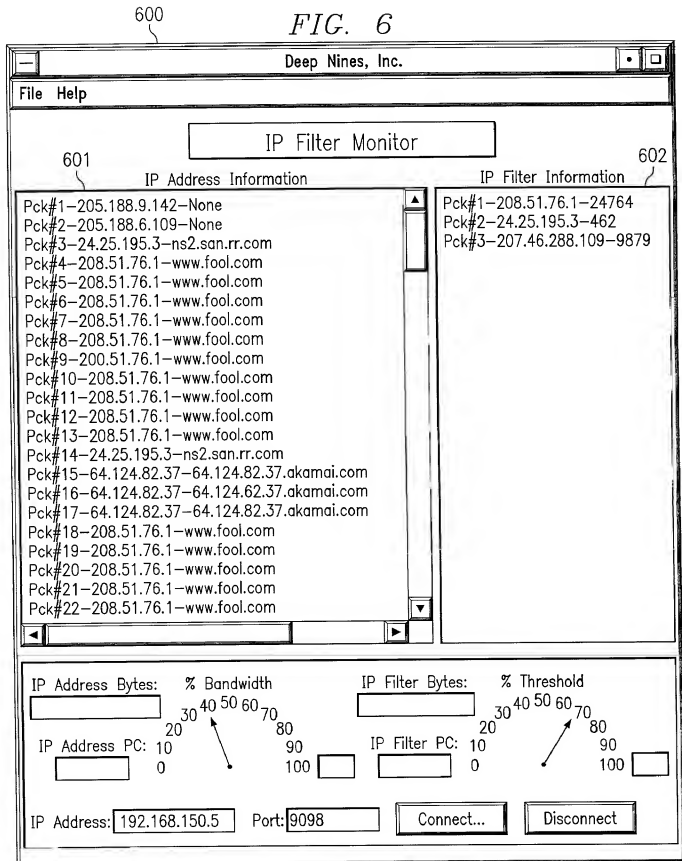 600
FIG. 6
Deep Nines, Inc.
File Help
IP Filter Monitor
601
IP Address Information
602
IP Filter Information
Pck#1-205.188.9.142-None
Pck#2-205.188.6.109-None
Pck#3-24.25.195.3-ns2.san.rr.com
Pck#4-208.51.76.1-www.fool.com
Pck#5-208.51.76.1-www.fool.com
Pck#6-208.51.76.1-www.fool.com
Pck#7-208.51.76.1-www.fool.com
Pck#8-208.51.76.1-www.fool.com
Pck#9-200.51.76.1-www.fool.com
Pck#10-208.51.76.1-www.fool.com
Pck#11-208.51.76.1-www.fool.com
Pck#12-208.51.76.1-www.fool.com
Pck#13-208.51.76.1-www.fool.com
Pck#14-24.25.195.3-ns2.san.rr.com
Pck#15-64.124.82.37-64.124.82.37.akamai.com
Pck#16-64.124.82.37-64.124.62.37.akamai.com
Pck#17-64.124.82.37-64.124.82.37.akamai.com
Pck#18-208.51.76.1-www.fool.com
Pck#19-208.51.76.1-www.fool.com
Pck#20-208.51.76.1-www.fool.com
Pck#21-208.51.76.1-www.fool.com
Pck#22-208.51.76.1-www.fool.com
Pck#1-208.51.76.1-24764
Pck#2-24.25.195.3-462
Pck#3-207.46.288.109-9879
IP Address Bytes:
% Bandwidth
0 10 20 30 40 50 60 70 80 90 100
IP Address PC:
IP Filter Bytes:
% Threshold
0 10 20 30 40 50 60 70 80 90 100
IP Filter PC:
IP Address: 192.168.150.5 Port: 9098 Connect... Disconnect